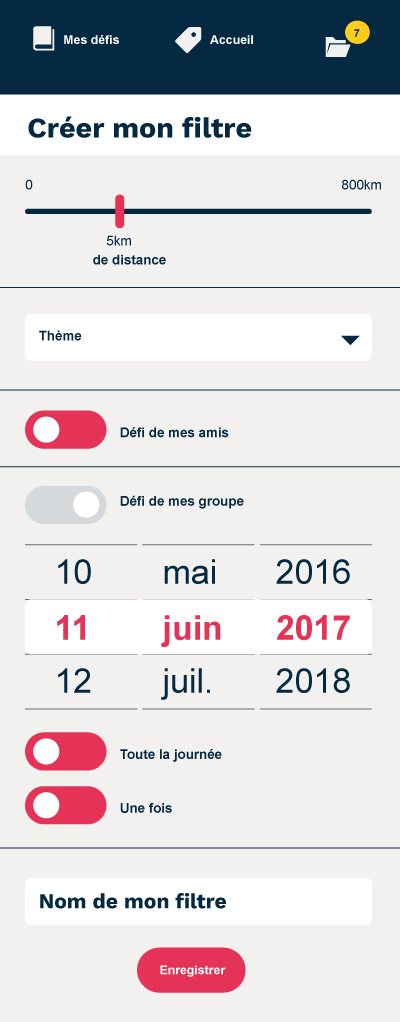 Mes défis
Accueil
7
Créer mon filtre
0
800km
5km
de distance
Thème
Défi de mes amis
Défi de mes groupe
10 mai 2016
11 juin 2017
12 juil. 2018
Toute la journée
Une fois
Nom de mon filtre
Enregistrer